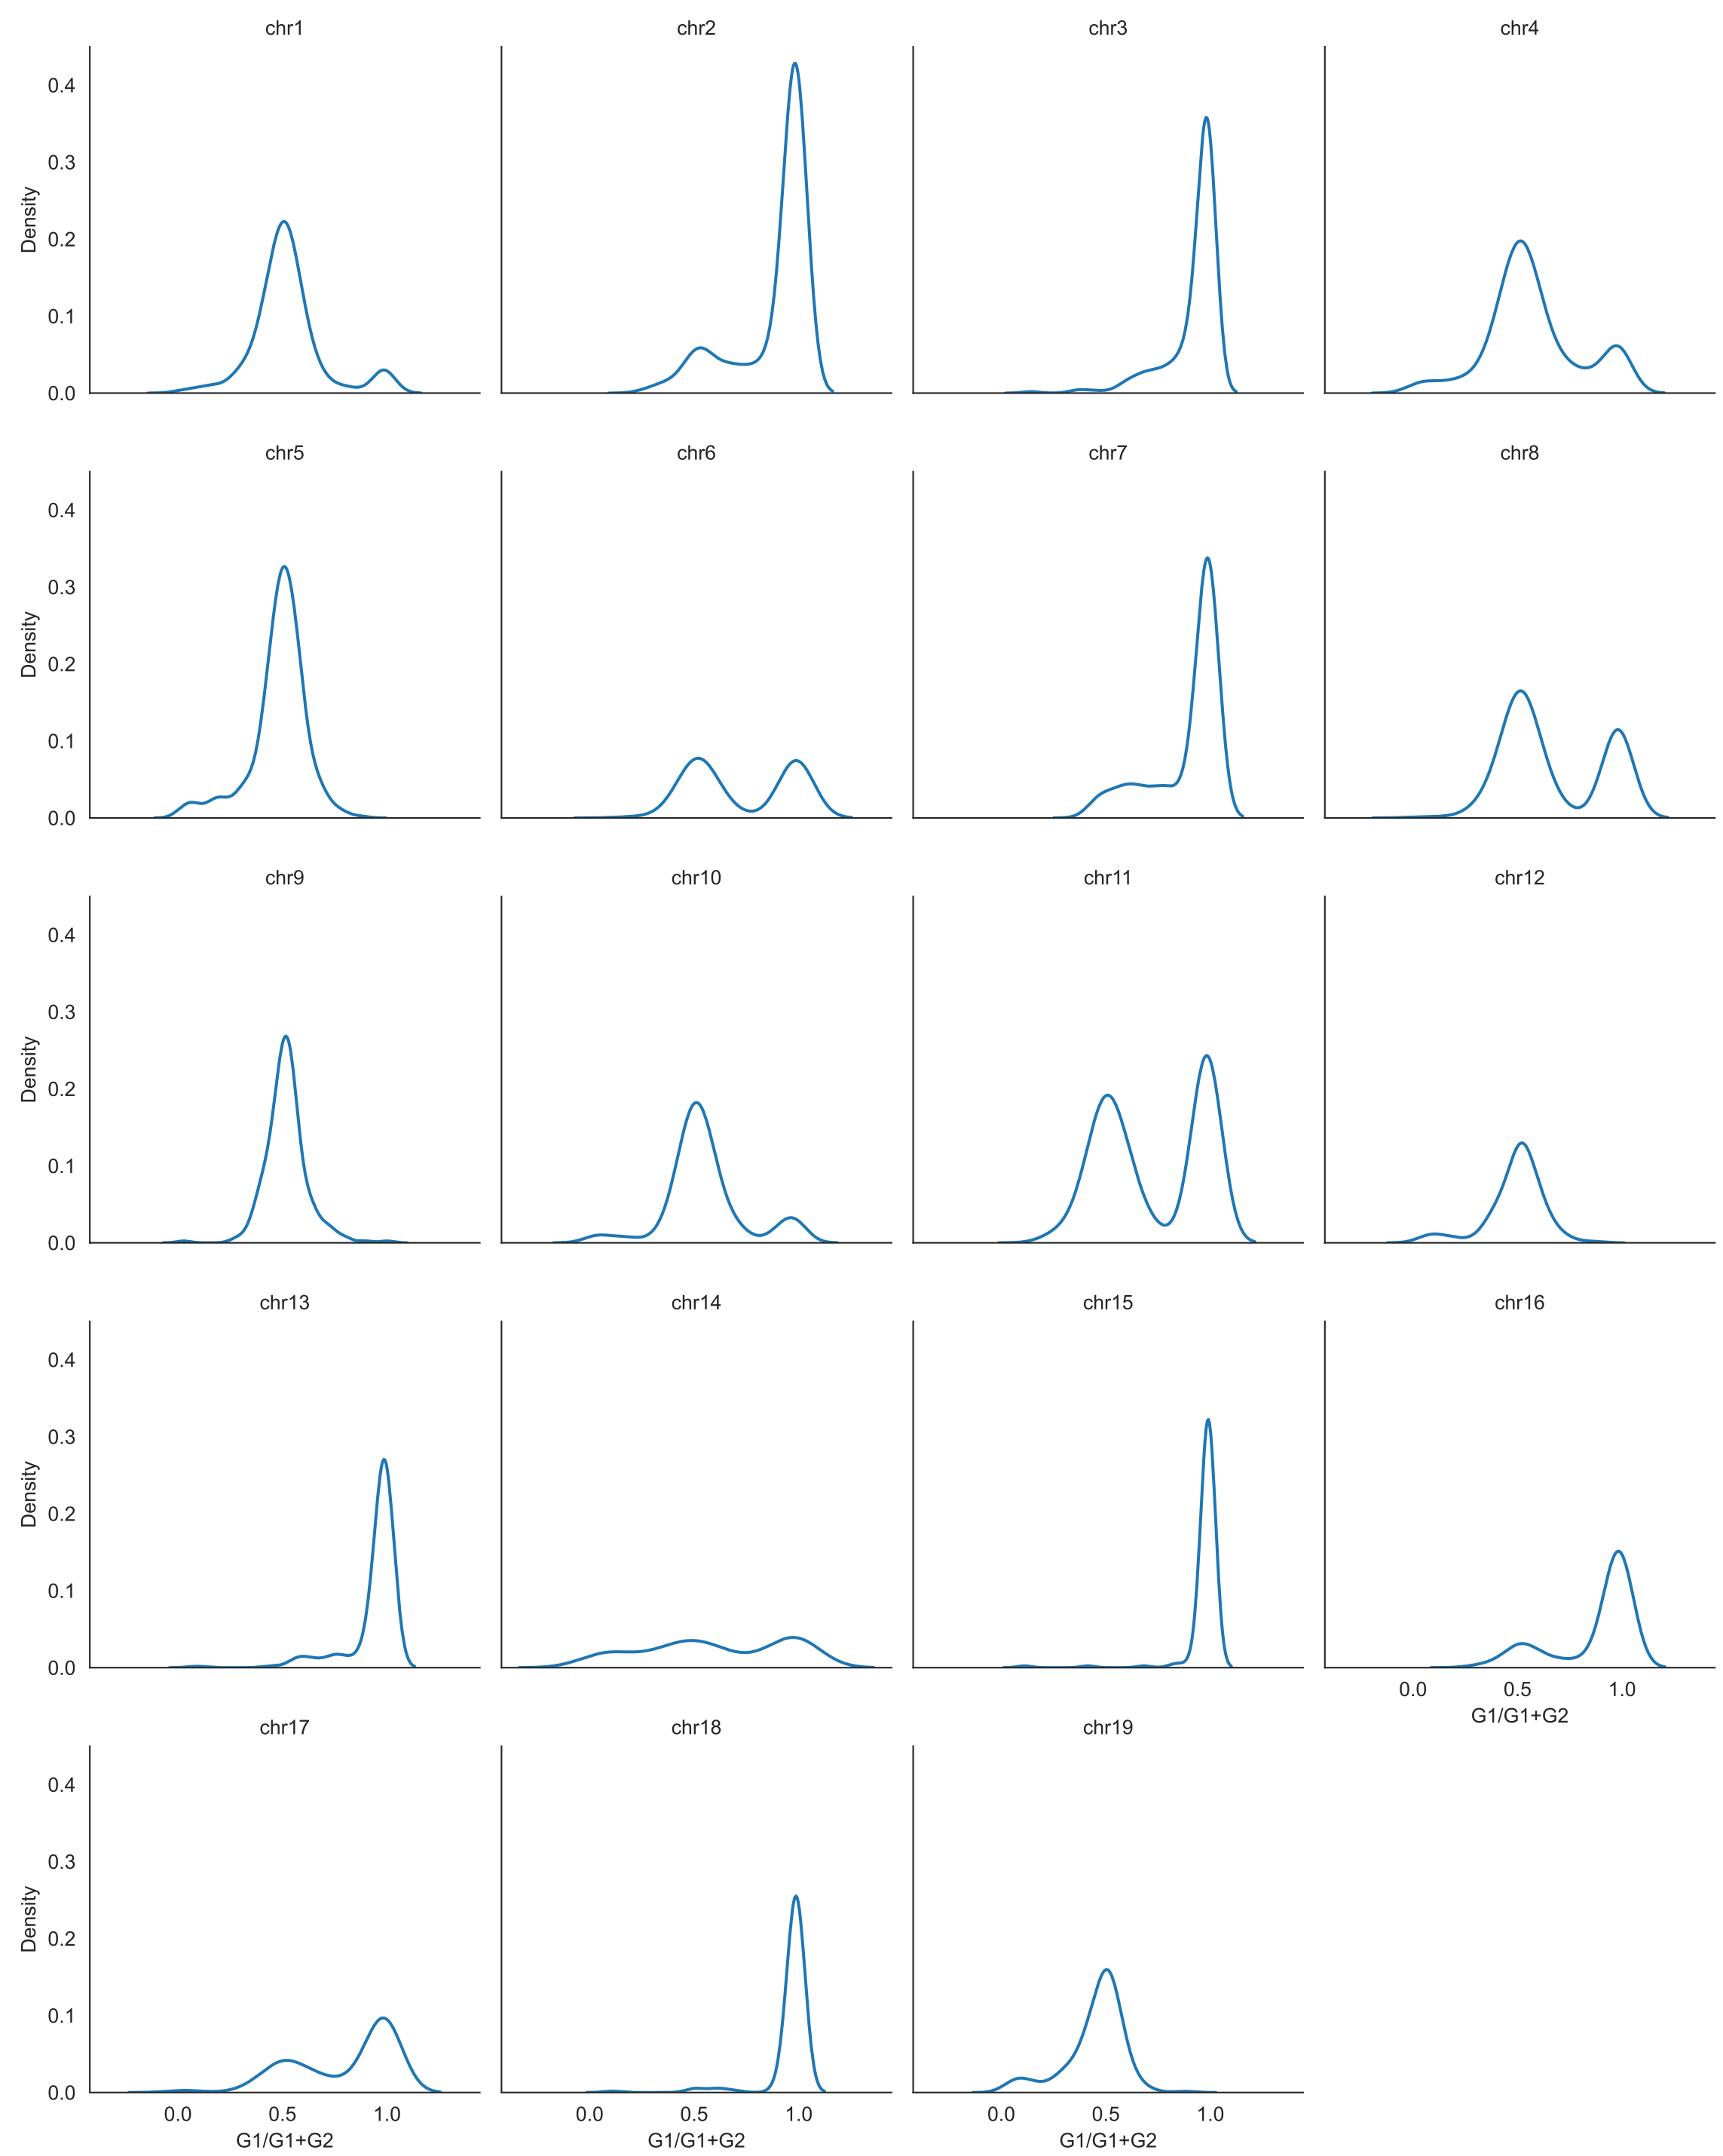 chr1 chr2 chr3 chr4
0.4
0.3
0.2
0.1
0.0
Density
chr5 chr6 chr7 chr8
0.4
0.3
0.2
0.1
0.0
Density
chr9 chr10 chr11 chr12
0.4
0.3
0.2
0.1
0.0
Density
chr13 chr14 chr15 chr16
0.4
0.3
0.2
0.1
0.0
Density
0.0 0.5 1.0
G1/G1+G2
chr17 chr18 chr19
0.4
0.3
0.2
0.1
0.0
Density
0.0 0.5 1.0 0.0 0.5 1.0 0.0 0.5 1.0
G1/G1+G2 G1/G1+G2 G1/G1+G2